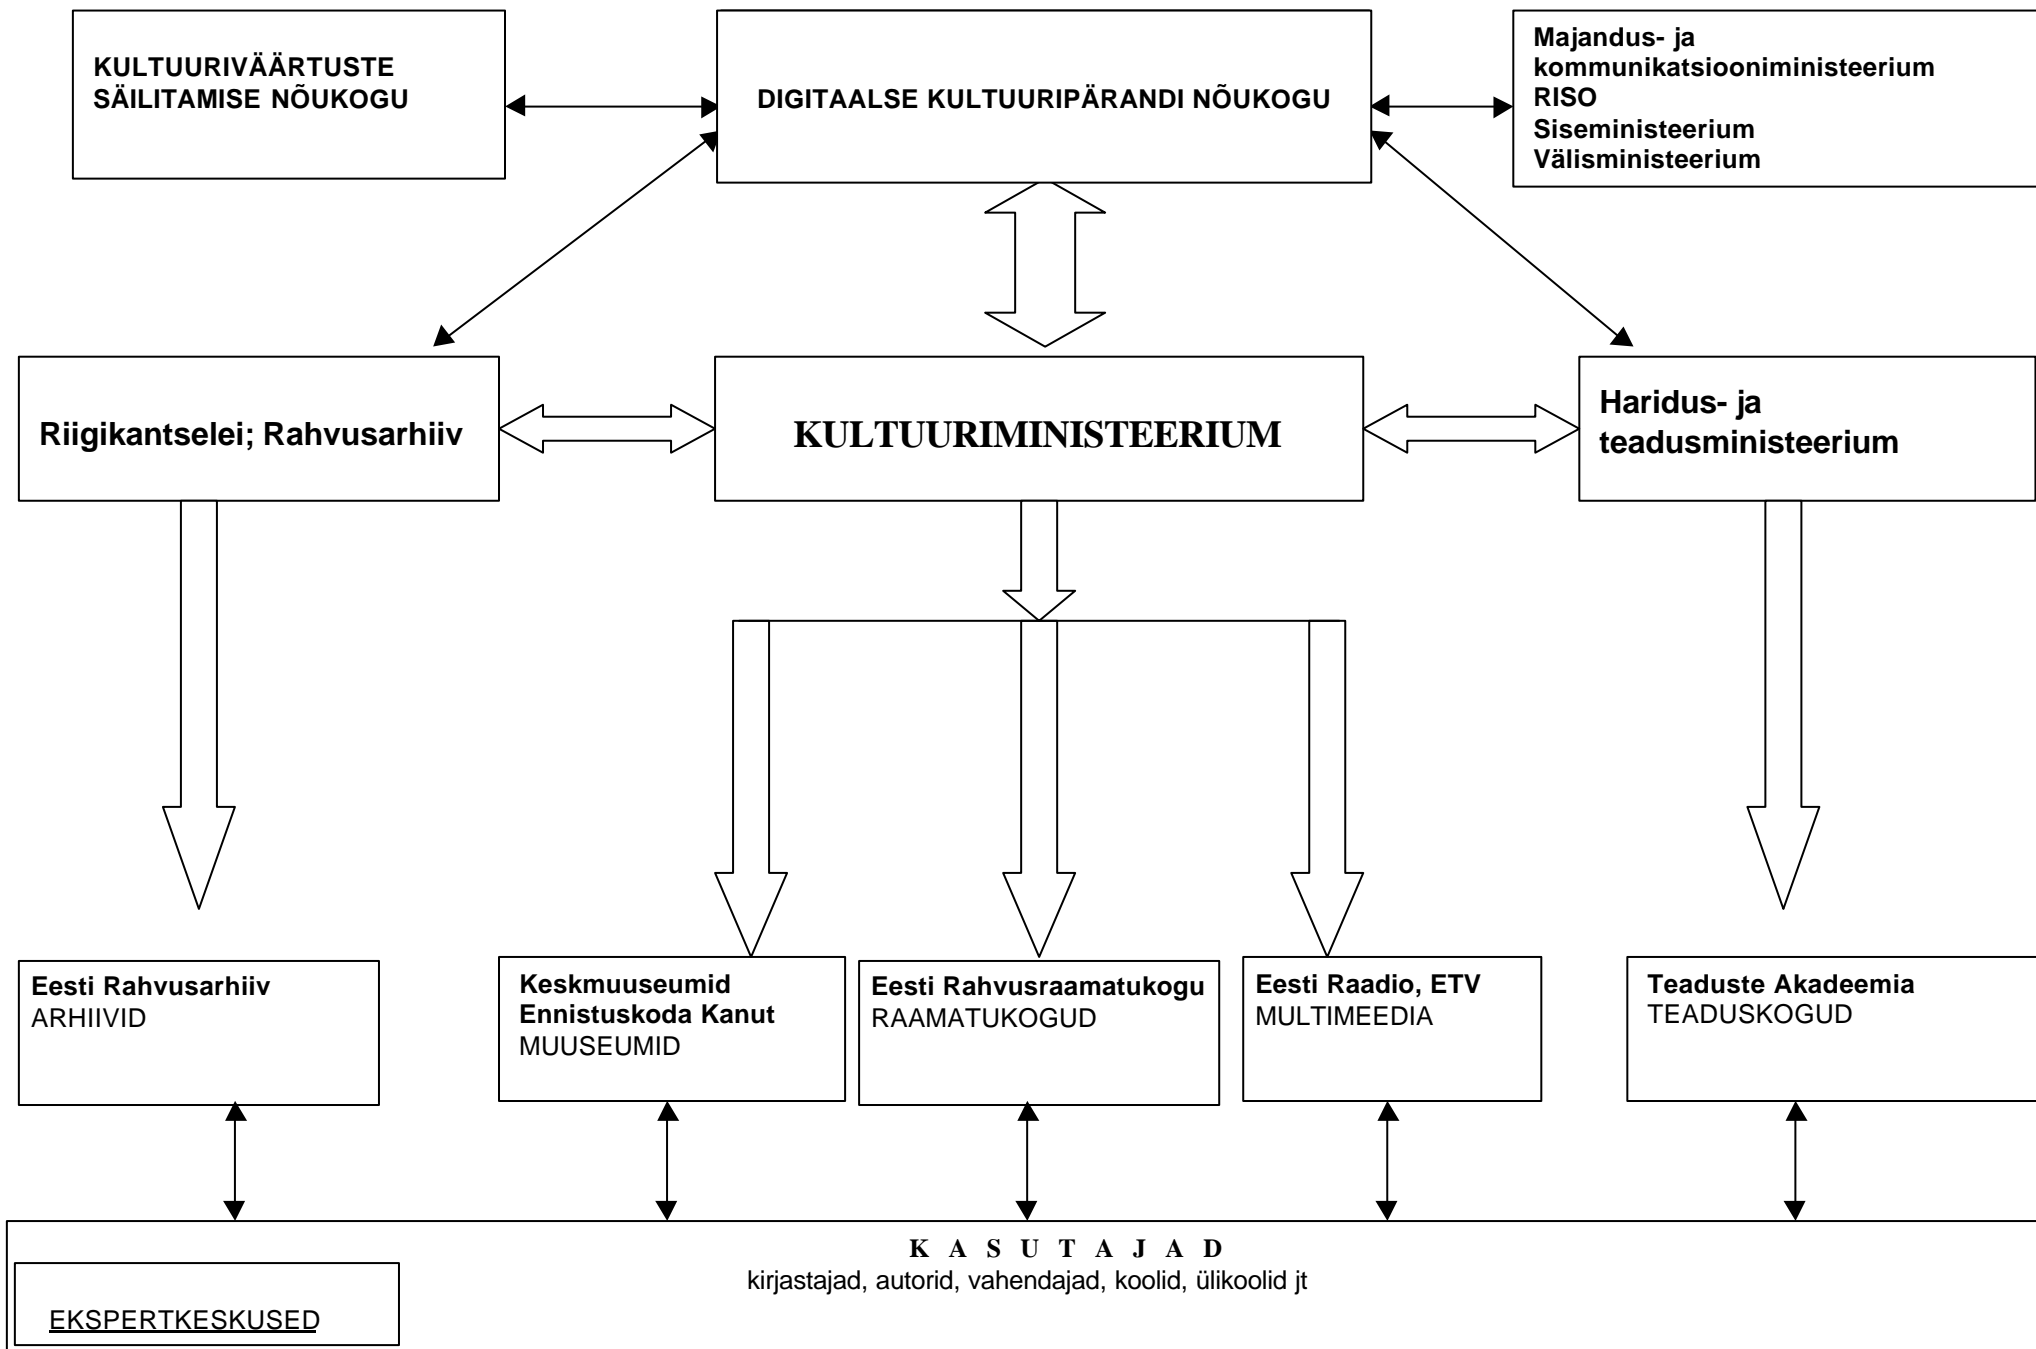 KULTUURIVÄÄRTUSTE
SÄILITAMISE NÕUKOGU
DIGITAALSE KULTUURIPÄRANDI NÕUKOGU
Majandus- ja
kommunikatsiooniministeerium
RISO
Siseministeerium
Välisministeerium
Riigikantselei; Rahvusarhiiv
KULTUURIMINISTEERIUM
Haridus- ja
teadusministeerium
Eesti Rahvusarhiiv
ARHIIVID
Keskmuuseumid
Ennistuskoda Kanut
MUUSEUMID
Eesti Rahvusraamatukogu
RAAMATUKOGUD
Eesti Raadio, ETV
MULTIMEEDIA
Teaduste Akadeemia
TEADUSKOGUD
K A S U T A J A D
kirjastajad, autorid, vahendajad, koolid, ülikoolid jt
EKSPERTKESKUSED